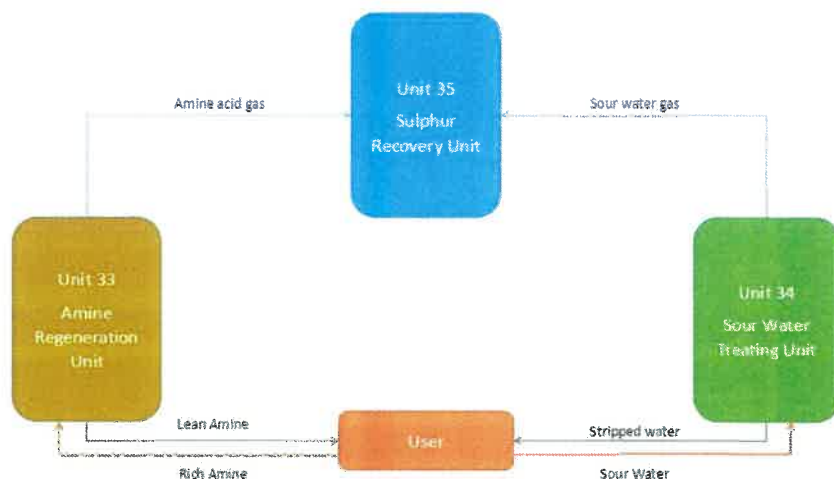 Unit 35
Sulphur
Recovery Unit
Amine acid gas
Sour water gas
Unit 33
Amine
Regeneration
Unit
Unit 34
Sour Water
Treating Unit
Lean Amine
User
Stripped water
Rich Amine
Sour Water